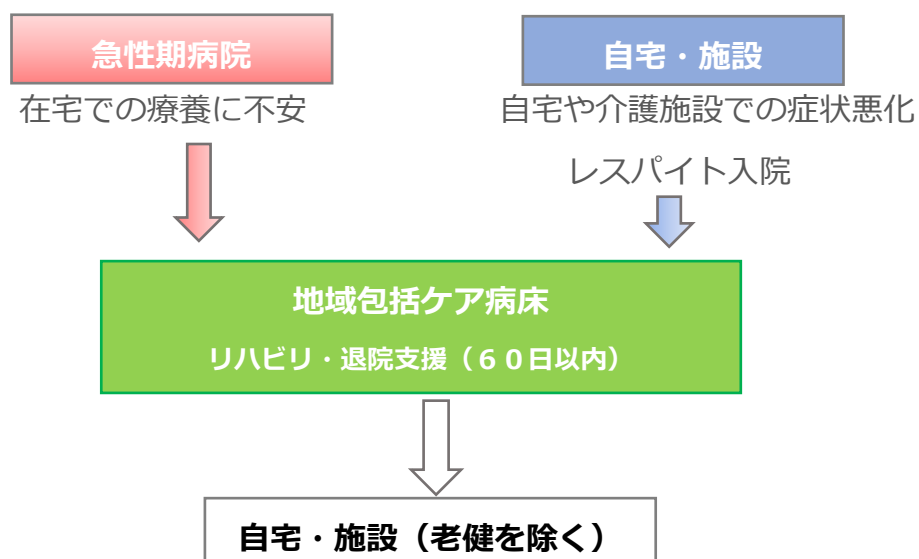 急性期病院
在宅での療養に不安
自宅・施設
自宅や介護施設での症状悪化
レスパイト入院
地域包括ケア病床
リハビリ・退院支援（６０日以内）
自宅・施設（老健を除く）